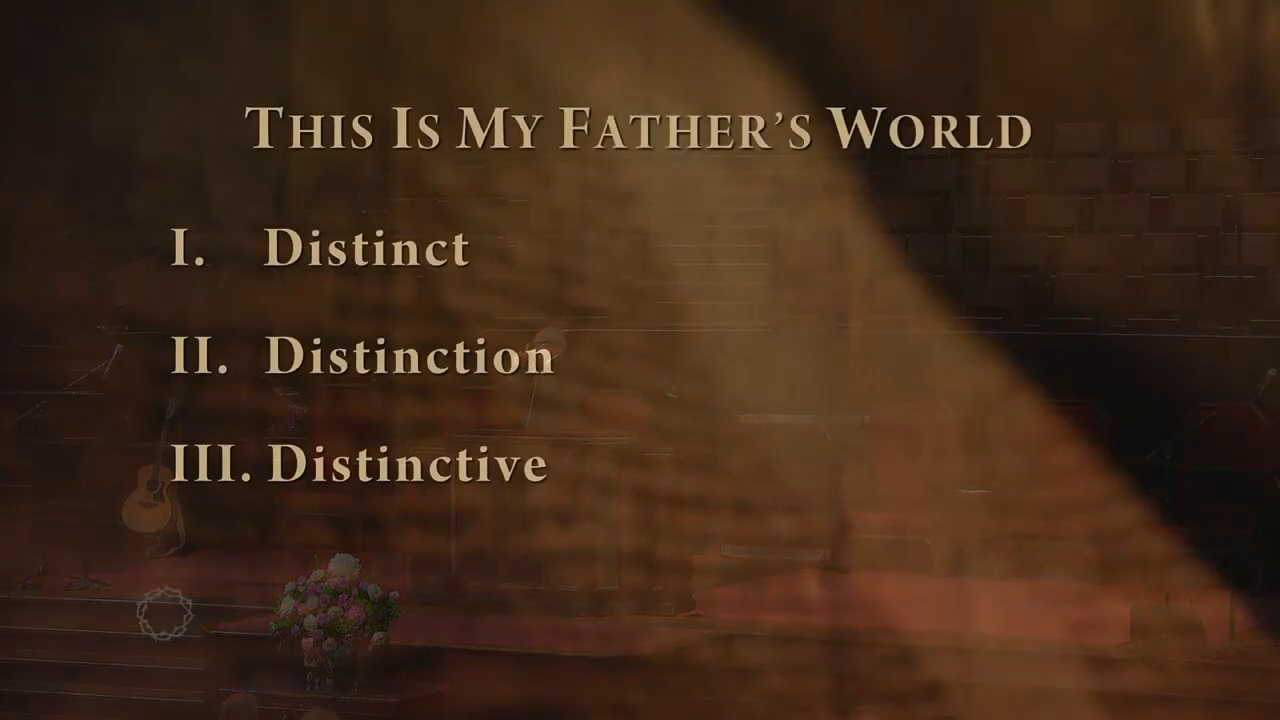 This Is My Father’s World
I. Distinct
II. Distinction
III. Distinctive